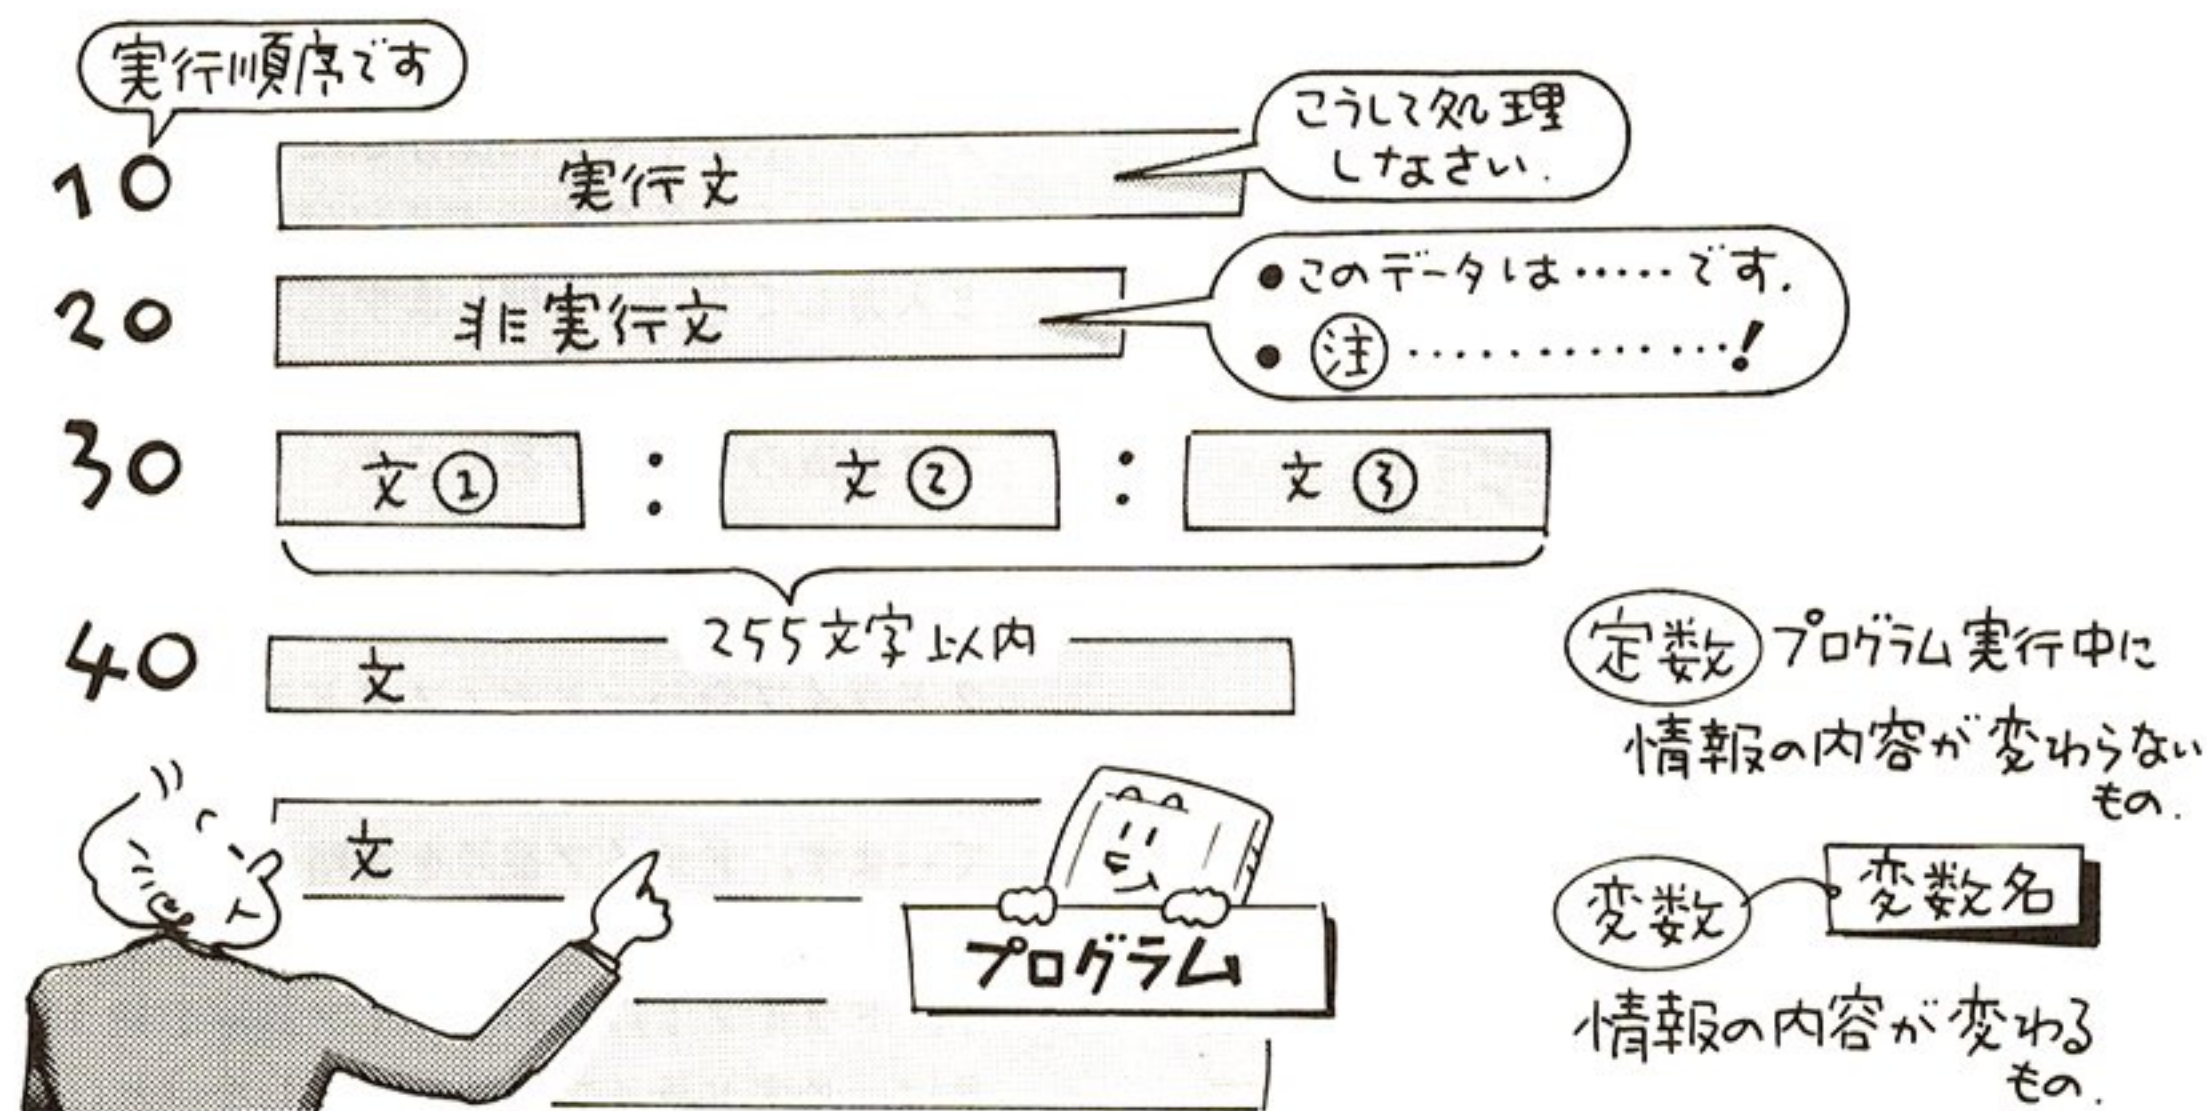 実行順序です
10 実行文
こうして処理
しなさい.
20 非実行文
●このデータは……です.
●㊟ ……………!
30 文① : 文② : 文③
255文字以内
40 文
文
プログラム
定数 プログラム実行中に
情報の内容が変わらない
もの.
変数 変数名
情報の内容が変わる
もの.